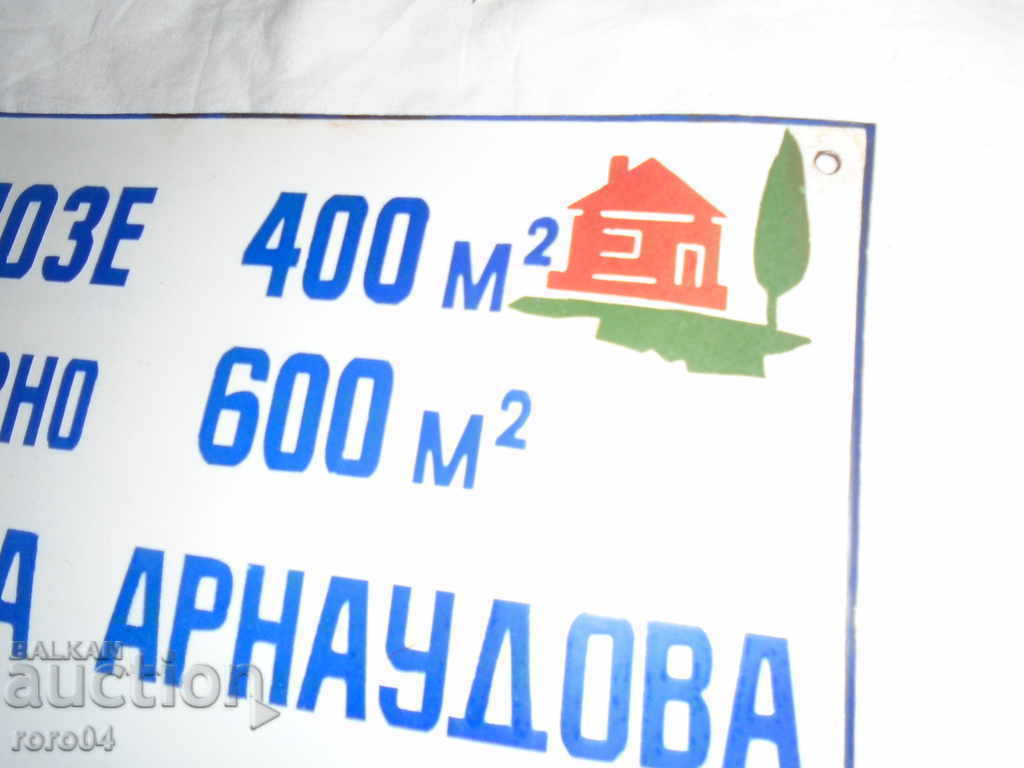 ЛОЗЕ 400 м²
РНО 600 м²
А АРНАУДОВА
BALKAN
auction
roro04